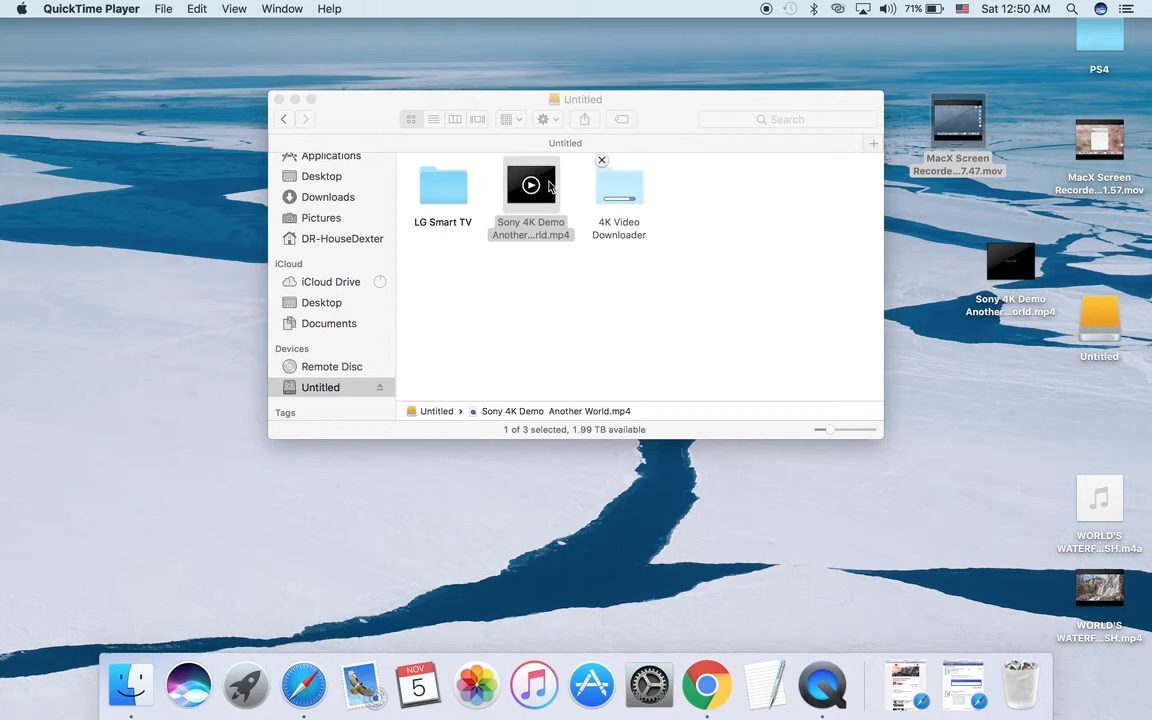 QuickTime Player File Edit View Window Help
71% Sat 12:50 AM
PS4
MacX Screen
Recorde...7.47.mov
MacX Screen
Recorde...1.57.mov
Sony 4K Demo
Another...orld.mp4
Untitled
WORLD'S
WATERF...SH.m4a
WORLD'S
WATERF...SH.mp4
Untitled
Search
Untitled
Applications
Desktop
Downloads
Pictures
DR-HouseDexter
iCloud
iCloud Drive
Desktop
Documents
Devices
Remote Disc
Untitled
Tags
LG Smart TV
Sony 4K Demo
Another...rld.mp4
4K Video
Downloader
Untitled › Sony 4K Demo Another World.mp4
1 of 3 selected, 1.99 TB available
NOV
5